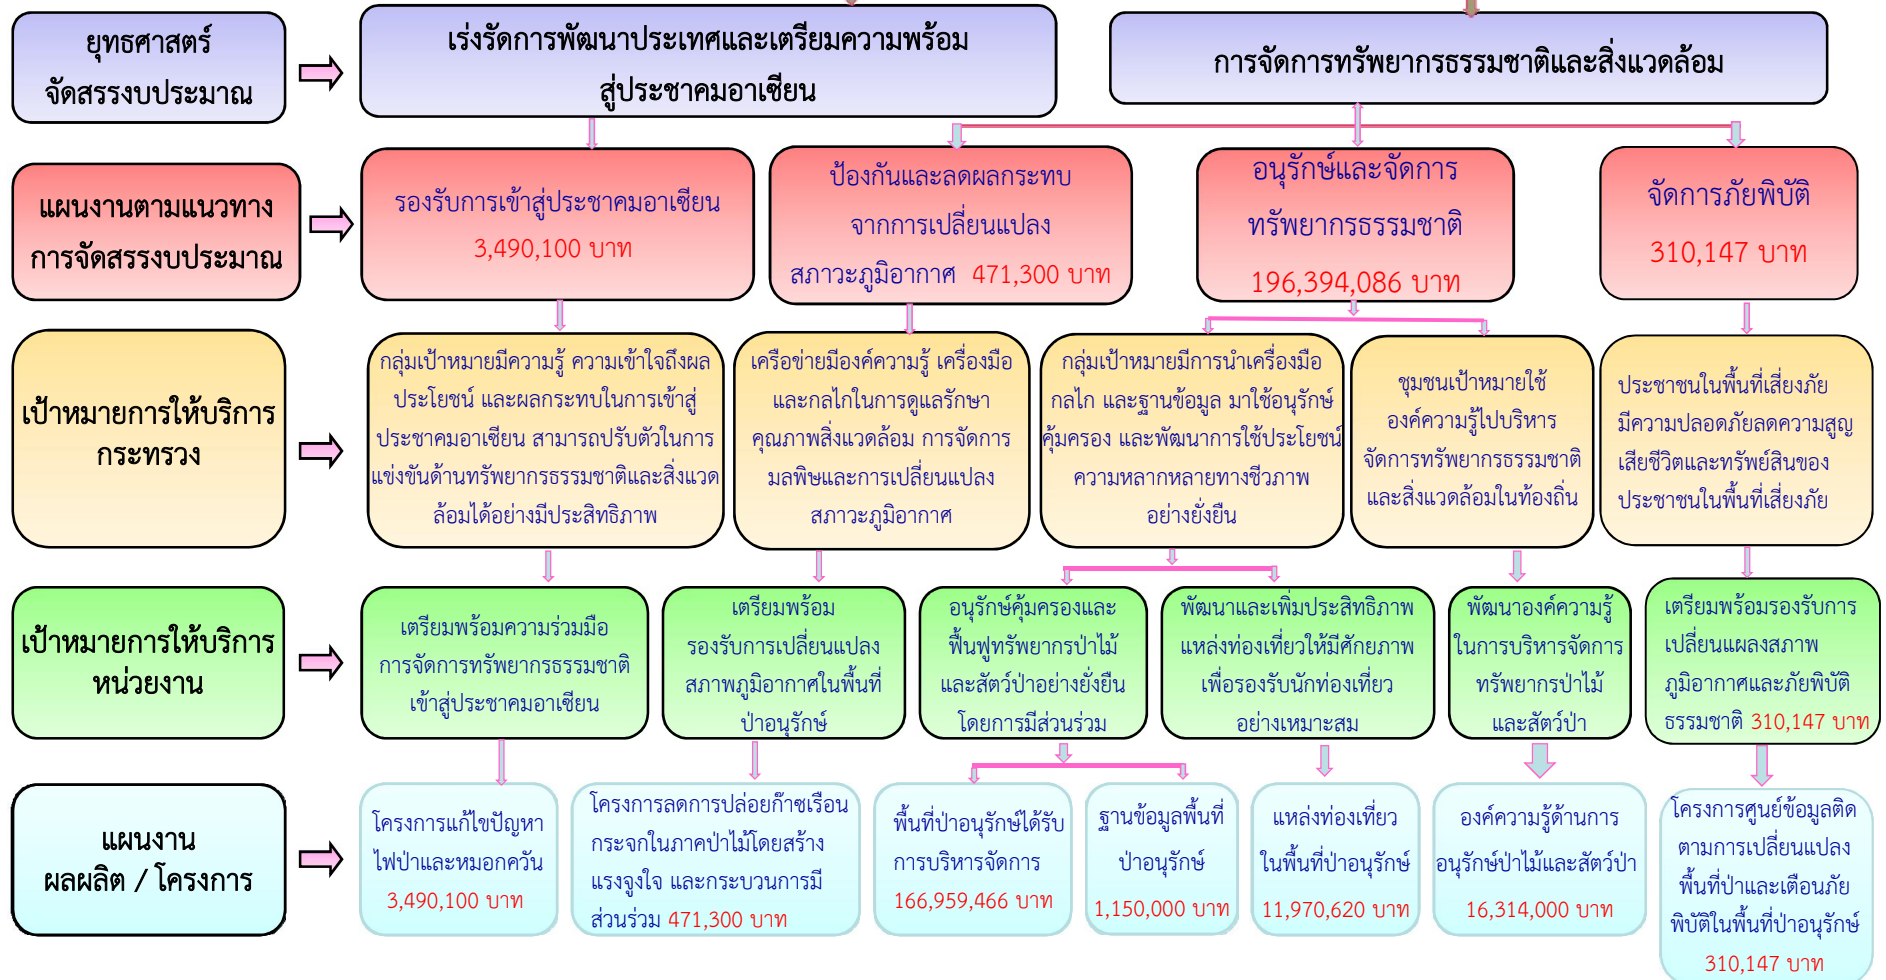 ยุทธศาสตร์
จัดสรรงบประมาณ
เร่งรัดการพัฒนาประเทศและเตรียมความพร้อม
สู่ประชาคมอาเซียน
การจัดการทรัพยากรธรรมชาติและสิ่งแวดล้อม
แผนงานตามแนวทาง
การจัดสรรงบประมาณ
รองรับการเข้าสู่ประชาคมอาเซียน
3,490,100 บาท
ป้องกันและลดผลกระทบ
จากการเปลี่ยนแปลง
สภาวะภูมิอากาศ 471,300 บาท
อนุรักษ์และจัดการ
ทรัพยากรธรรมชาติ
196,394,086 บาท
จัดการภัยพิบัติ
310,147 บาท
เป้าหมายการให้บริการ
กระทรวง
กลุ่มเป้าหมายมีความรู้ ความเข้าใจถึงผล
ประโยชน์ และผลกระทบในการเข้าสู่
ประชาคมอาเซียน สามารถปรับตัวในการ
แข่งขันด้านทรัพยากรธรรมชาติและสิ่งแวด
ล้อมได้อย่างมีประสิทธิภาพ
เครือข่ายมีองค์ความรู้ เครื่องมือ
และกลไกในการดูแลรักษา
คุณภาพสิ่งแวดล้อม การจัดการ
มลพิษและการเปลี่ยนแปลง
สภาวะภูมิอากาศ
กลุ่มเป้าหมายมีการนำเครื่องมือ
กลไก และฐานข้อมูล มาใช้อนุรักษ์
คุ้มครอง และพัฒนาการใช้ประโยชน์
ความหลากหลายทางชีวภาพ
อย่างยั่งยืน
ชุมชนเป้าหมายใช้
องค์ความรู้ไปบริหาร
จัดการทรัพยากรธรรมชาติ
และสิ่งแวดล้อมในท้องถิ่น
ประชาชนในพื้นที่เสี่ยงภัย
มีความปลอดภัยลดความสูญ
เสียชีวิตและทรัพย์สินของ
ประชาชนในพื้นที่เสี่ยงภัย
เป้าหมายการให้บริการ
หน่วยงาน
เตรียมพร้อมความร่วมมือ
การจัดการทรัพยากรธรรมชาติ
เข้าสู่ประชาคมอาเซียน
เตรียมพร้อม
รองรับการเปลี่ยนแปลง
สภาพภูมิอากาศในพื้นที่
ป่าอนุรักษ์
อนุรักษ์คุ้มครองและ
ฟื้นฟูทรัพยากรป่าไม้
และสัตว์ป่าอย่างยั่งยืน
โดยการมีส่วนร่วม
พัฒนาและเพิ่มประสิทธิภาพ
แหล่งท่องเที่ยวให้มีศักยภาพ
เพื่อรองรับนักท่องเที่ยว
อย่างเหมาะสม
พัฒนาองค์ความรู้
ในการบริหารจัดการ
ทรัพยากรป่าไม้
และสัตว์ป่า
เตรียมพร้อมรองรับการ
เปลี่ยนแผลงสภาพ
ภูมิอากาศและภัยพิบัติ
ธรรมชาติ 310,147 บาท
แผนงาน
ผลผลิต / โครงการ
โครงการแก้ไขปัญหา
ไฟป่าและหมอกควัน
3,490,100 บาท
โครงการลดการปล่อยก๊าซเรือน
กระจกในภาคป่าไม้โดยสร้าง
แรงจูงใจ และกระบวนการมี
ส่วนร่วม 471,300 บาท
พื้นที่ป่าอนุรักษ์ได้รับ
การบริหารจัดการ
166,959,466 บาท
ฐานข้อมูลพื้นที่
ป่าอนุรักษ์
1,150,000 บาท
แหล่งท่องเที่ยว
ในพื้นที่ป่าอนุรักษ์
11,970,620 บาท
องค์ความรู้ด้านการ
อนุรักษ์ป่าไม้และสัตว์ป่า
16,314,000 บาท
โครงการศูนย์ข้อมูลติด
ตามการเปลี่ยนแปลง
พื้นที่ป่าและเตือนภัย
พิบัติในพื้นที่ป่าอนุรักษ์
310,147 บาท